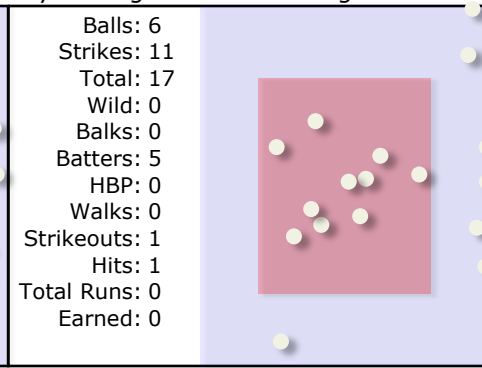 Balls: 6
Strikes: 11
Total: 17
Wild: 0
Balks: 0
Batters: 5
HBP: 0
Walks: 0
Strikeouts: 1
Hits: 1
Total Runs: 0
Earned: 0